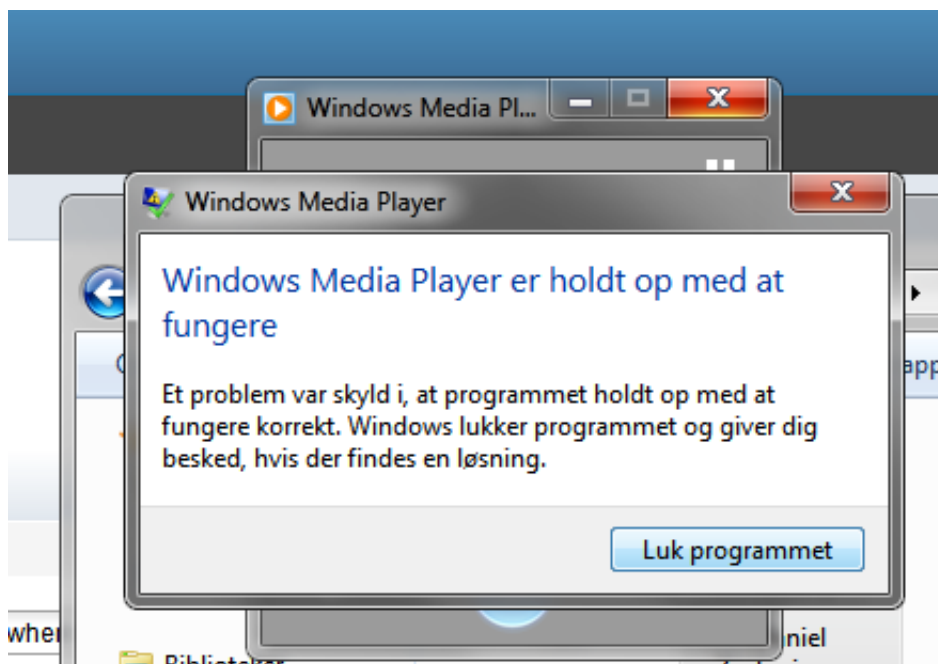 Windows Media Pl...
Windows Media Player
Windows Media Player er holdt op med at
fungere
Et problem var skyld i, at programmet holdt op med at
fungere korrekt. Windows lukker programmet og giver dig
besked, hvis der findes en løsning.
Luk programmet